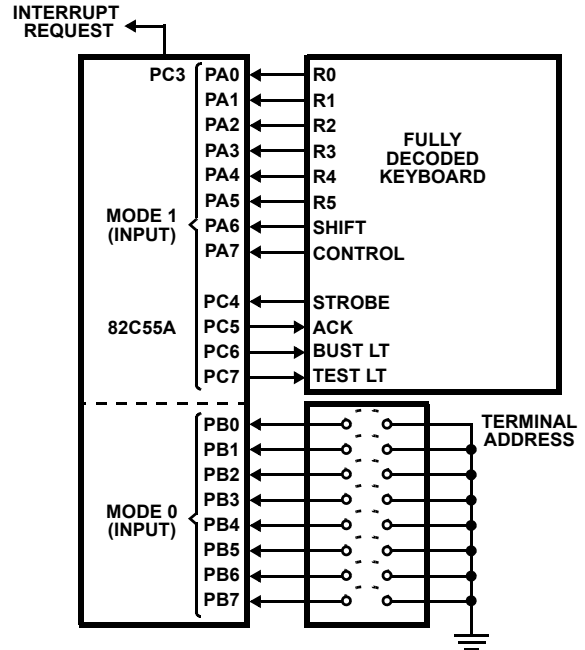 INTERRUPT
REQUEST
PC3 PA0 R0
PA1 R1
PA2 R2
PA3 R3
PA4 R4
PA5 R5
PA6 SHIFT
PA7 CONTROL
FULLY
DECODED
KEYBOARD
MODE 1
(INPUT)
PC4 STROBE
82C55A PC5 ACK
PC6 BUST LT
PC7 TEST LT
PB0
PB1
PB2
PB3
PB4
PB5
PB6
PB7
MODE 0
(INPUT)
TERMINAL
ADDRESS